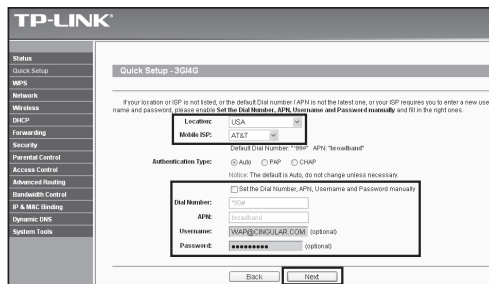 TP-LINK®
Status
Quick Setup
WPS
Network
Wireless
DHCP
Forwarding
Security
Parental Control
Access Control
Advanced Routing
Bandwidth Control
IP & MAC Binding
Dynamic DNS
System Tools
Quick Setup - 3G/4G
If your location or ISP is not listed, or the default Dial number / APN is not the latest one, or your ISP requires you to enter a new use
name and password, please enable Set the Dial Number, APN, Username and Password manually and fill in the right ones.
Location: USA
Mobile ISP: AT&T
Default Dial Number: "*99#" APN: "broadband"
Authentication Type: Auto PAP CHAP
Notice: The default is Auto, do not change unless necessary.
Set the Dial Number, APN, Username and Password manually
Dial Number: *99#
APN: broadband
Username: WAP@CINGULAR.COM (optional)
Password: ●●●●●●●●● (optional)
Back Next